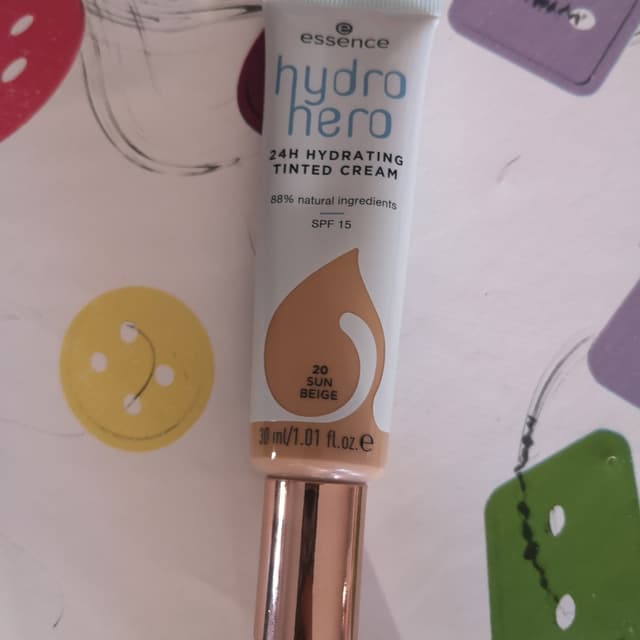 essence
hydro
hero
24H HYDRATING
TINTED CREAM
88% natural ingredients
SPF 15
20
SUN
BEIGE
30 ml/1.01 fl.oz.℮